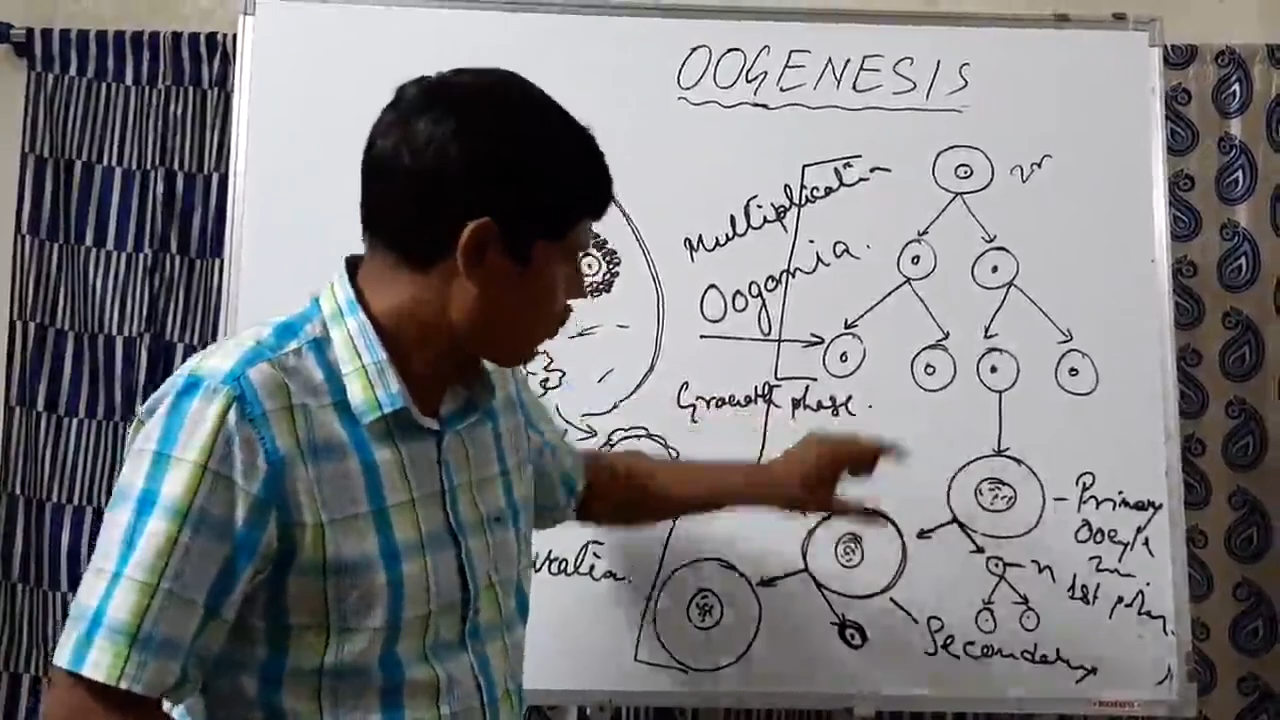 OOGENESIS
2n
Multiplication
Oogonia.
Growth phase.
Primary
Oocyte
2n
n
1st polar
Secondary